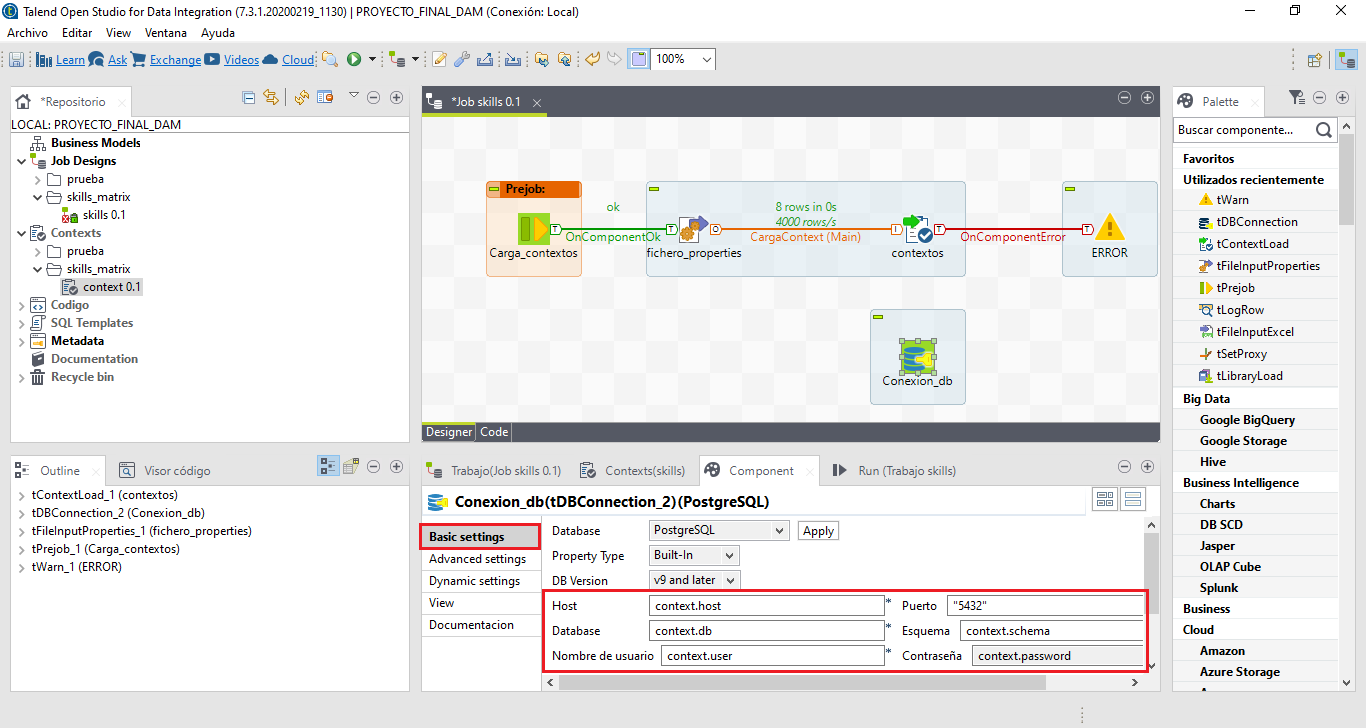 Talend Open Studio for Data Integration (7.3.1.20200219_1130) | PROYECTO_FINAL_DAM (Conexión: Local)
Archivo Editar View Ventana Ayuda
Learn Ask Exchange Videos Cloud 100%
*Repositorio
LOCAL: PROYECTO_FINAL_DAM
Business Models
Job Designs
prueba
skills_matrix
skills 0.1
Contexts
prueba
skills_matrix
context 0.1
Codigo
SQL Templates
Metadata
Documentation
Recycle bin
*Job skills 0.1
Prejob:
ok
8 rows in 0s
4000 rows/s
OnComponentOk
CargaContext (Main)
OnComponentError
T
T
O
I
T
T
Carga_contextos
fichero_properties
contextos
ERROR
Conexion_db
Designer Code
Palette
Buscar componente...
Favoritos
Utilizados recientemente
tWarn
tDBConnection
tContextLoad
tFileInputProperties
tPrejob
tLogRow
tFileInputExcel
tSetProxy
tLibraryLoad
Big Data
Google BigQuery
Google Storage
Hive
Business Intelligence
Charts
DB SCD
Jasper
OLAP Cube
Splunk
Business
Cloud
Amazon
Azure Storage
Outline Visor código
tContextLoad_1 (contextos)
tDBConnection_2 (Conexion_db)
tFileInputProperties_1 (fichero_properties)
tPrejob_1 (Carga_contextos)
tWarn_1 (ERROR)
Trabajo(Job skills 0.1) Contexts(skills) Component Run (Trabajo skills)
Conexion_db(tDBConnection_2)(PostgreSQL)
Basic settings
Advanced settings
Dynamic settings
View
Documentacion
Database PostgreSQL Apply
Property Type Built-In
DB Version v9 and later
Host context.host * Puerto "5432"
Database context.db * Esquema context.schema
Nombre de usuario context.user * Contraseña context.password